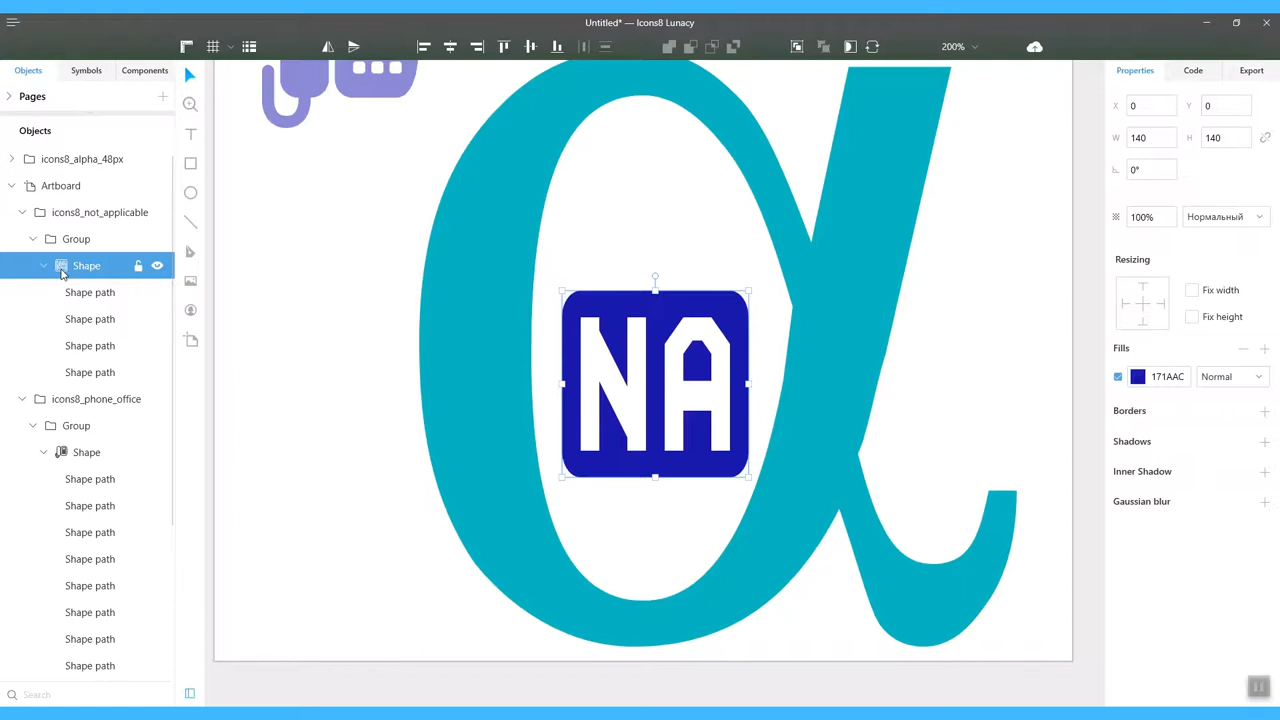 Untitled* — Icons8 Lunacy
200%
Objects
Symbols
Components
Pages
Objects
icons8_alpha_48px
Artboard
icons8_not_applicable
Group
Shape
Shape path
Shape path
Shape path
Shape path
icons8_phone_office
Group
Shape
Shape path
Shape path
Shape path
Shape path
Shape path
Shape path
Shape path
Shape path
Search
NA
Properties
Code
Export
X 0 Y 0
W 140 H 140
0°
100% Нормальный
Resizing
Fix width
Fix height
Fills
171AAC Normal
Borders
Shadows
Inner Shadow
Gaussian blur